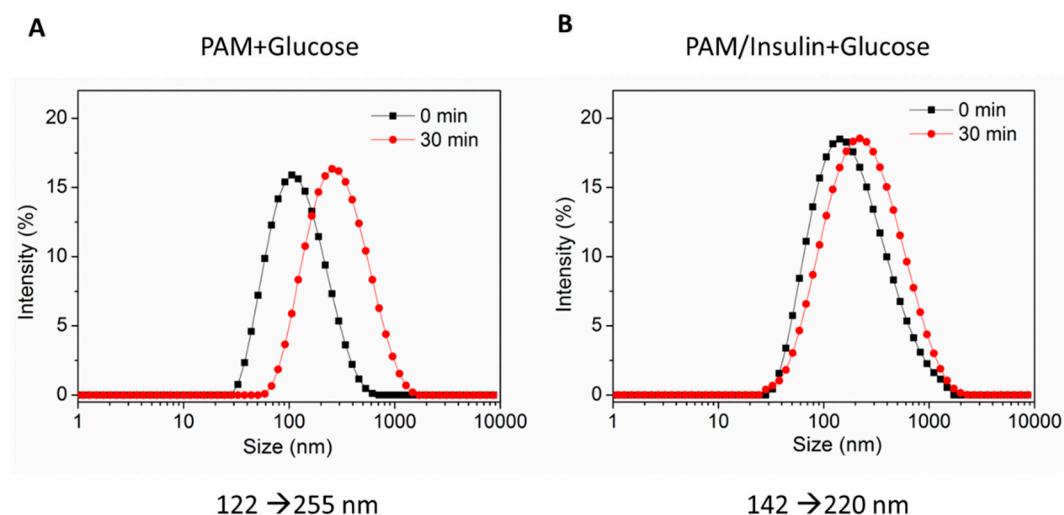 A
PAM+Glucose
20
15
10
5
0
Intensity (%)
0 min
30 min
1
10
100
1000
10000
Size (nm)
122 →255 nm
B
PAM/Insulin+Glucose
20
15
10
5
0
Intensity (%)
0 min
30 min
1
10
100
1000
10000
Size (nm)
142 →220 nm